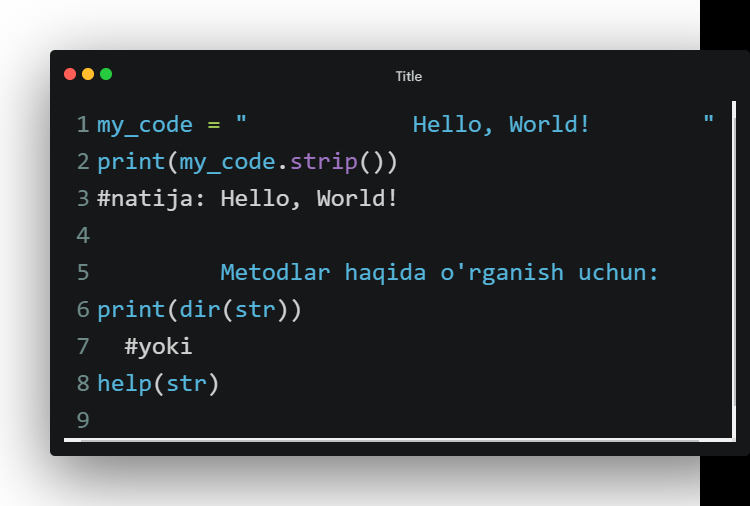 Title
1 my_code = "            Hello, World!        "
2 print(my_code.strip())
3 #natija: Hello, World!
4
5         Metodlar haqida o'rganish uchun:
6 print(dir(str))
7   #yoki
8 help(str)
9